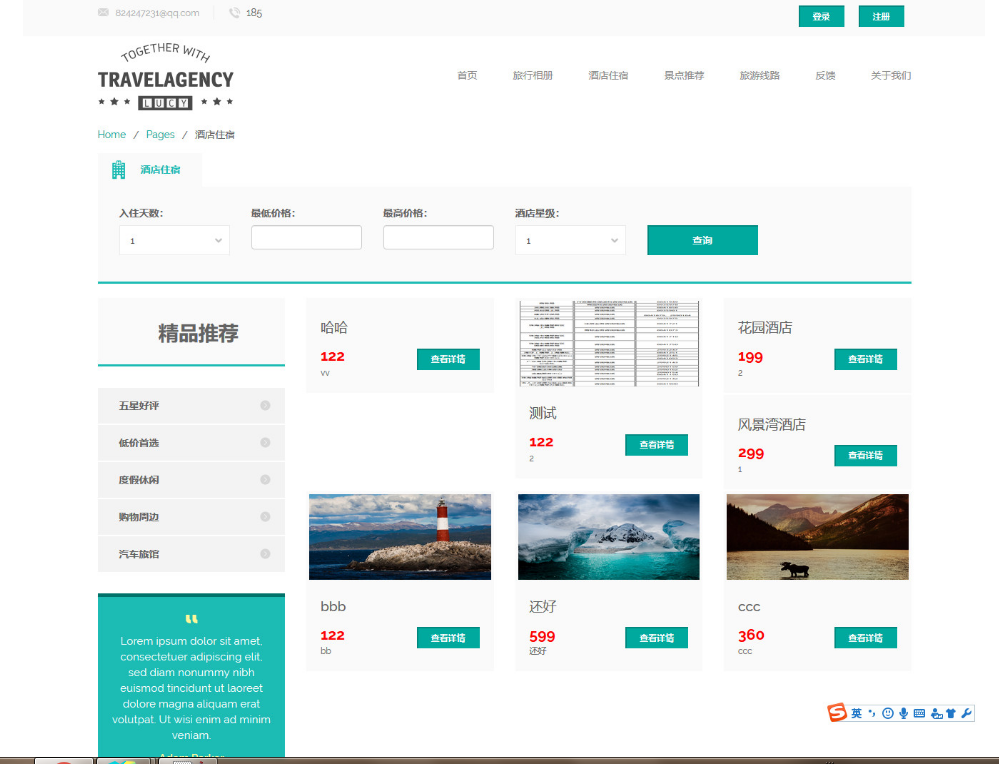 824247231@qq.com
185
登录
注册
TOGETHER WITH
TRAVELAGENCY
LUCY
首页
旅行相册
酒店住宿
景点推荐
旅游线路
反馈
关于我们
Home / Pages / 酒店住宿
酒店住宿
入住天数:
最低价格:
最高价格:
酒店星级:
1
1
查询
精品推荐
五星好评
低价首选
度假休闲
购物周边
汽车旅馆
哈哈
122
查看详情
vv
测试
122
查看详情
2
花园酒店
199
查看详情
2
风景湾酒店
299
查看详情
1
bbb
122
查看详情
bb
还好
599
查看详情
还好
ccc
360
查看详情
ccc
Lorem ipsum dolor sit amet,
consectetuer adipiscing elit,
sed diam nonummy nibh
euismod tincidunt ut laoreet
dolore magna aliquam erat
volutpat. Ut wisi enim ad minim
veniam.
英